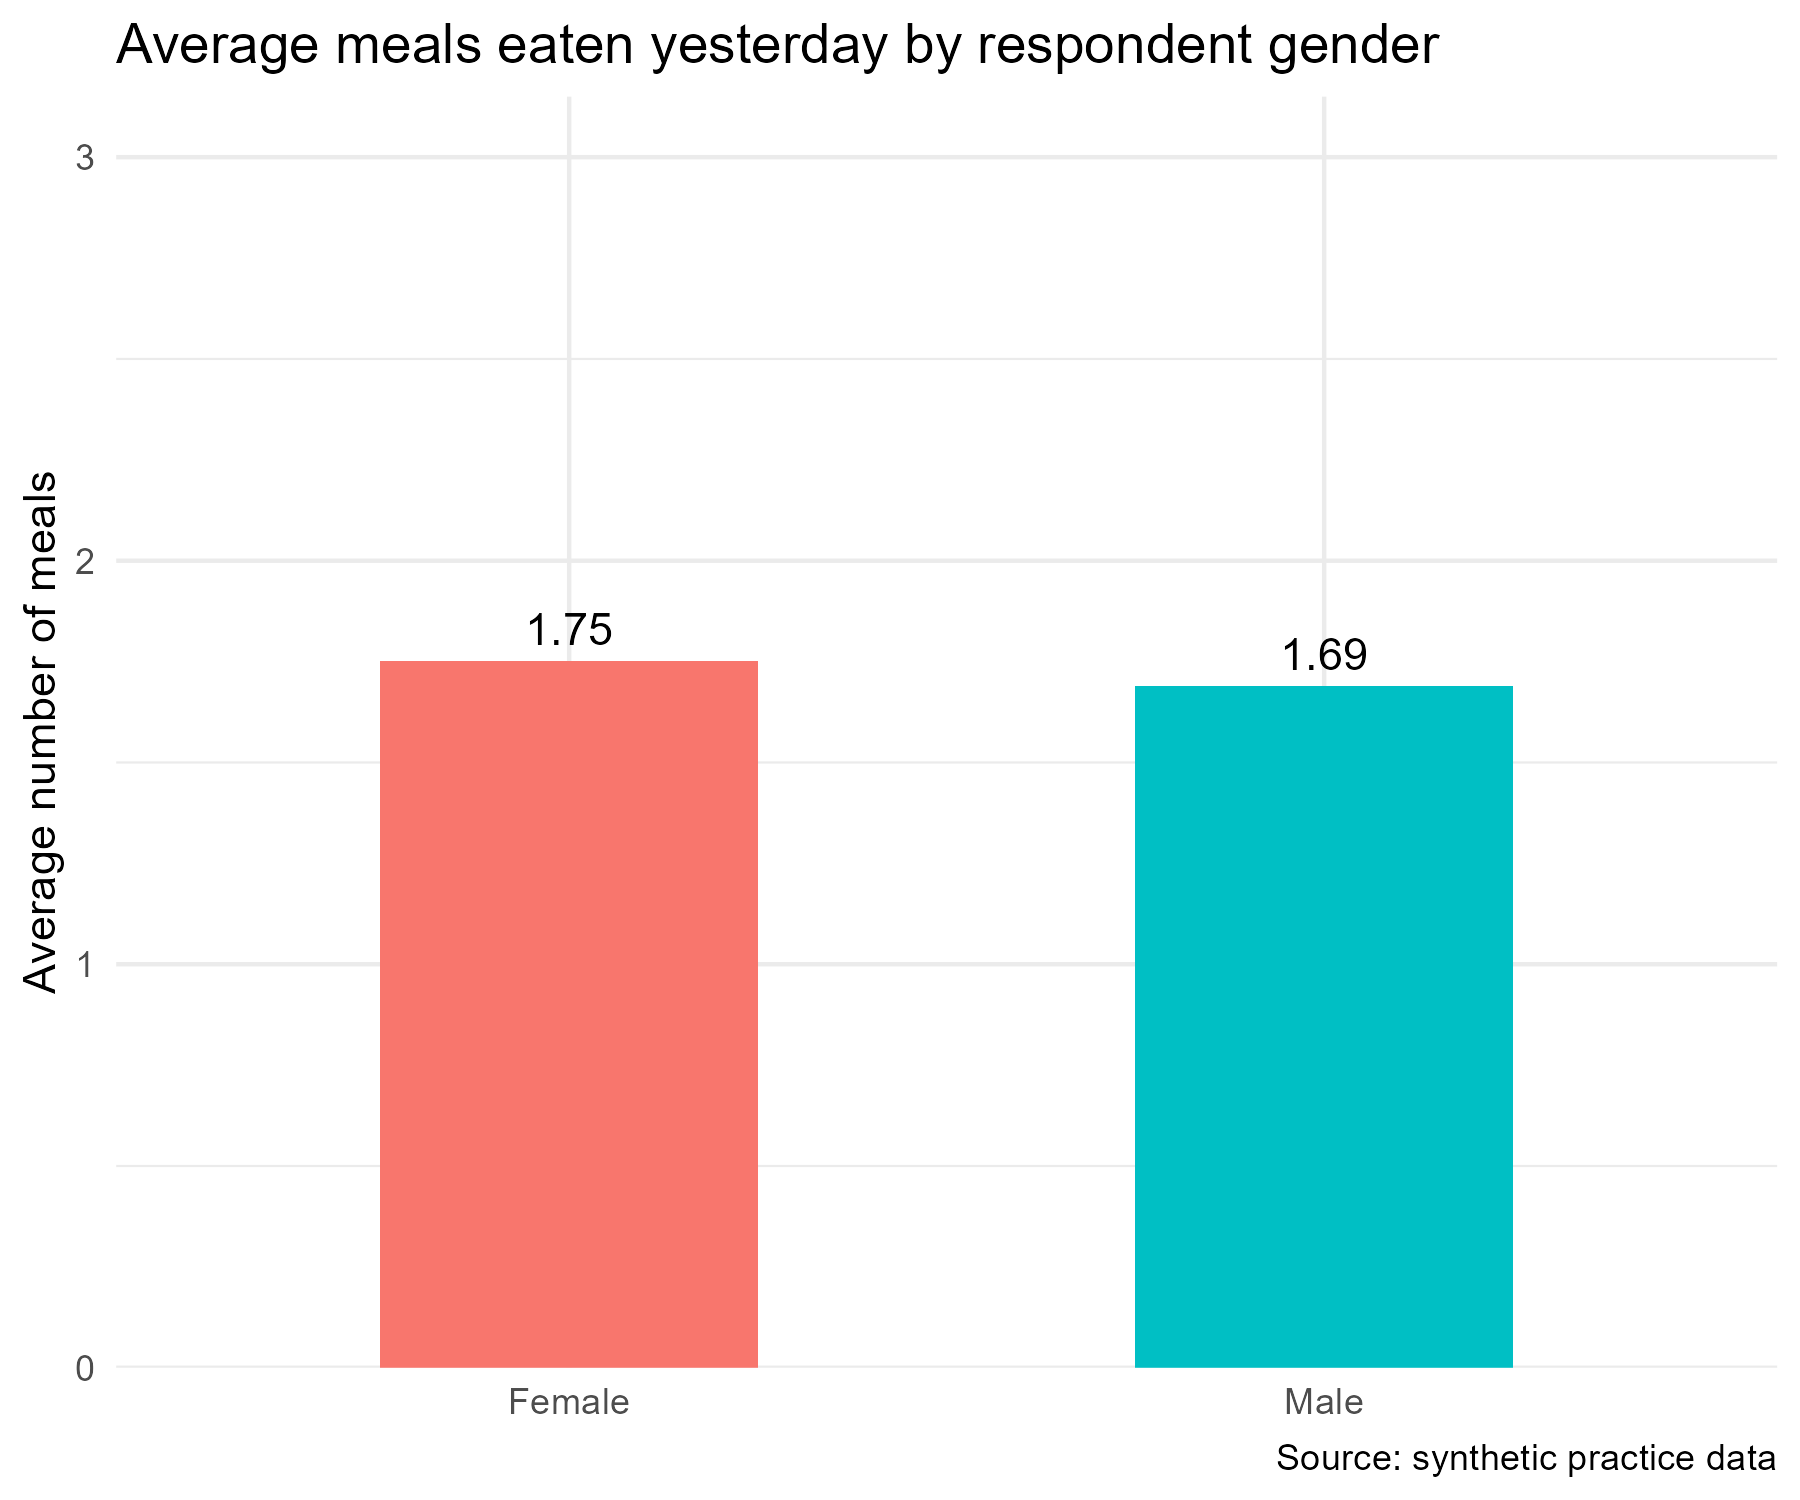 Average meals eaten yesterday by respondent gender
Average number of meals
3
2
1
0
1.75
1.69
Female
Male
Source: synthetic practice data